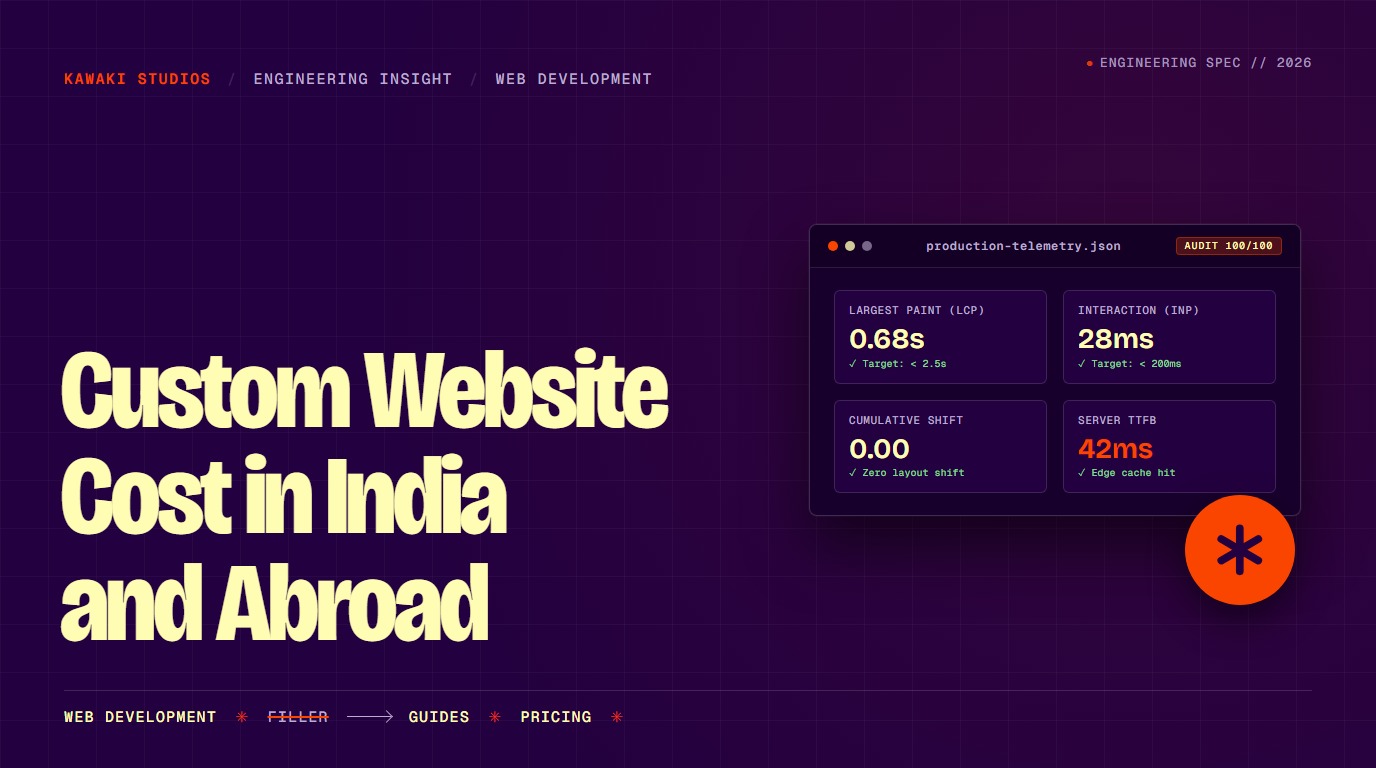 KAWAKI STUDIOS / ENGINEERING INSIGHT / WEB DEVELOPMENT
● ENGINEERING SPEC // 2026
Custom Website
Cost in India
and Abroad
production-telemetry.json
AUDIT 100/100
LARGEST PAINT (LCP)
0.68s
✓ Target: < 2.5s
INTERACTION (INP)
28ms
✓ Target: < 200ms
CUMULATIVE SHIFT
0.00
✓ Zero layout shift
SERVER TTFB
42ms
✓ Edge cache hit
WEB DEVELOPMENT ✳ FILLER → GUIDES ✳ PRICING ✳